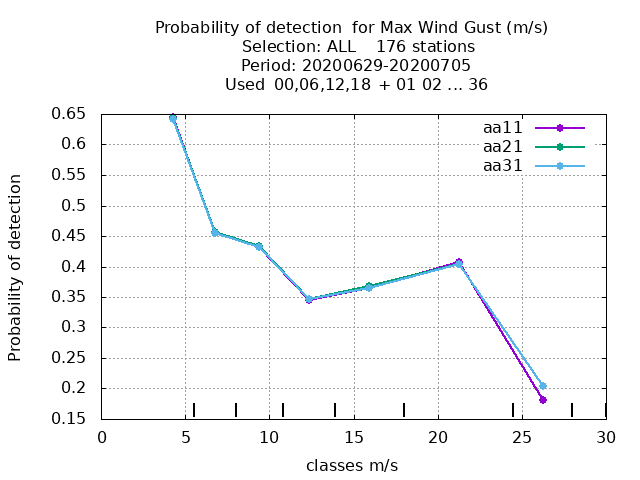 Probability of detection  for Max Wind Gust (m/s)
Selection: ALL    176 stations
Period: 20200629-20200705
Used  00,06,12,18 + 01 02 ... 36
aa11
aa21
aa31
0.65
0.6
0.55
0.5
0.45
0.4
0.35
0.3
0.25
0.2
0.15
Probability of detection
0 5 10 15 20 25 30
classes m/s